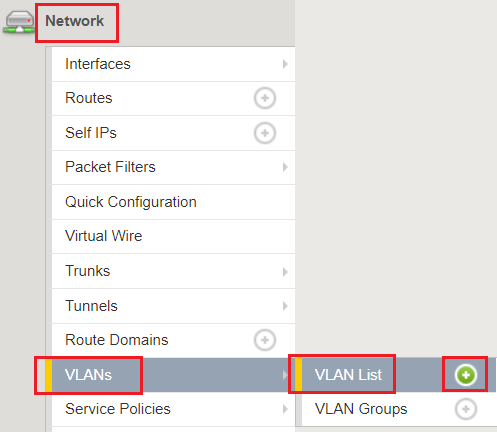 Network
Interfaces
Routes
Self IPs
Packet Filters
Quick Configuration
Virtual Wire
Trunks
Tunnels
Route Domains
VLANs
VLAN List
Service Policies
VLAN Groups